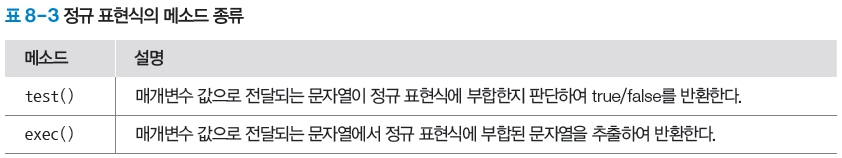 표 8-3 정규 표현식의 메소드 종류
메소드 설명
test() 매개변수 값으로 전달되는 문자열이 정규 표현식에 부합한지 판단하여 true/false를 반환한다.
exec() 매개변수 값으로 전달되는 문자열에서 정규 표현식에 부합된 문자열을 추출하여 반환한다.